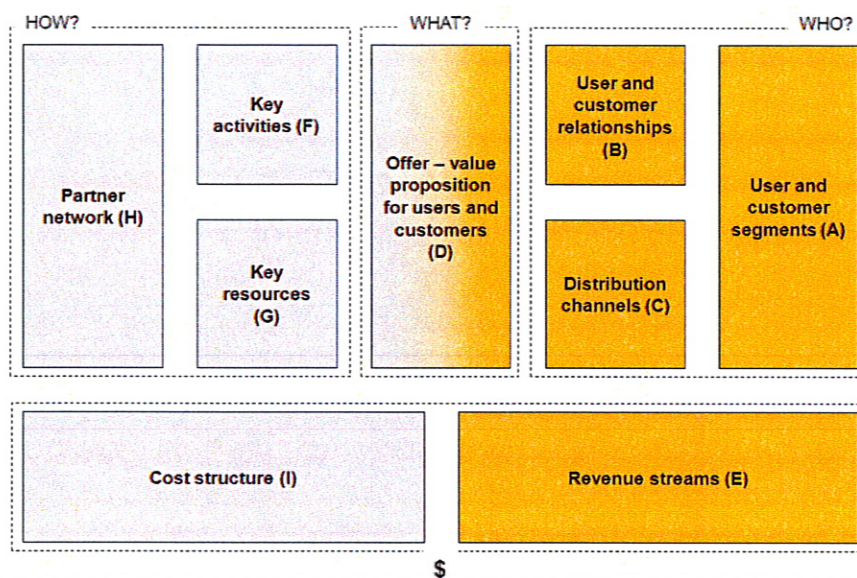 HOW?
WHAT?
WHO?
Partner
network (H)
Key
activities (F)
Key
resources
(G)
Offer – value
proposition
for users and
customers
(D)
User and
customer
relationships
(B)
Distribution
channels (C)
User and
customer
segments (A)
Cost structure (I)
Revenue streams (E)
$